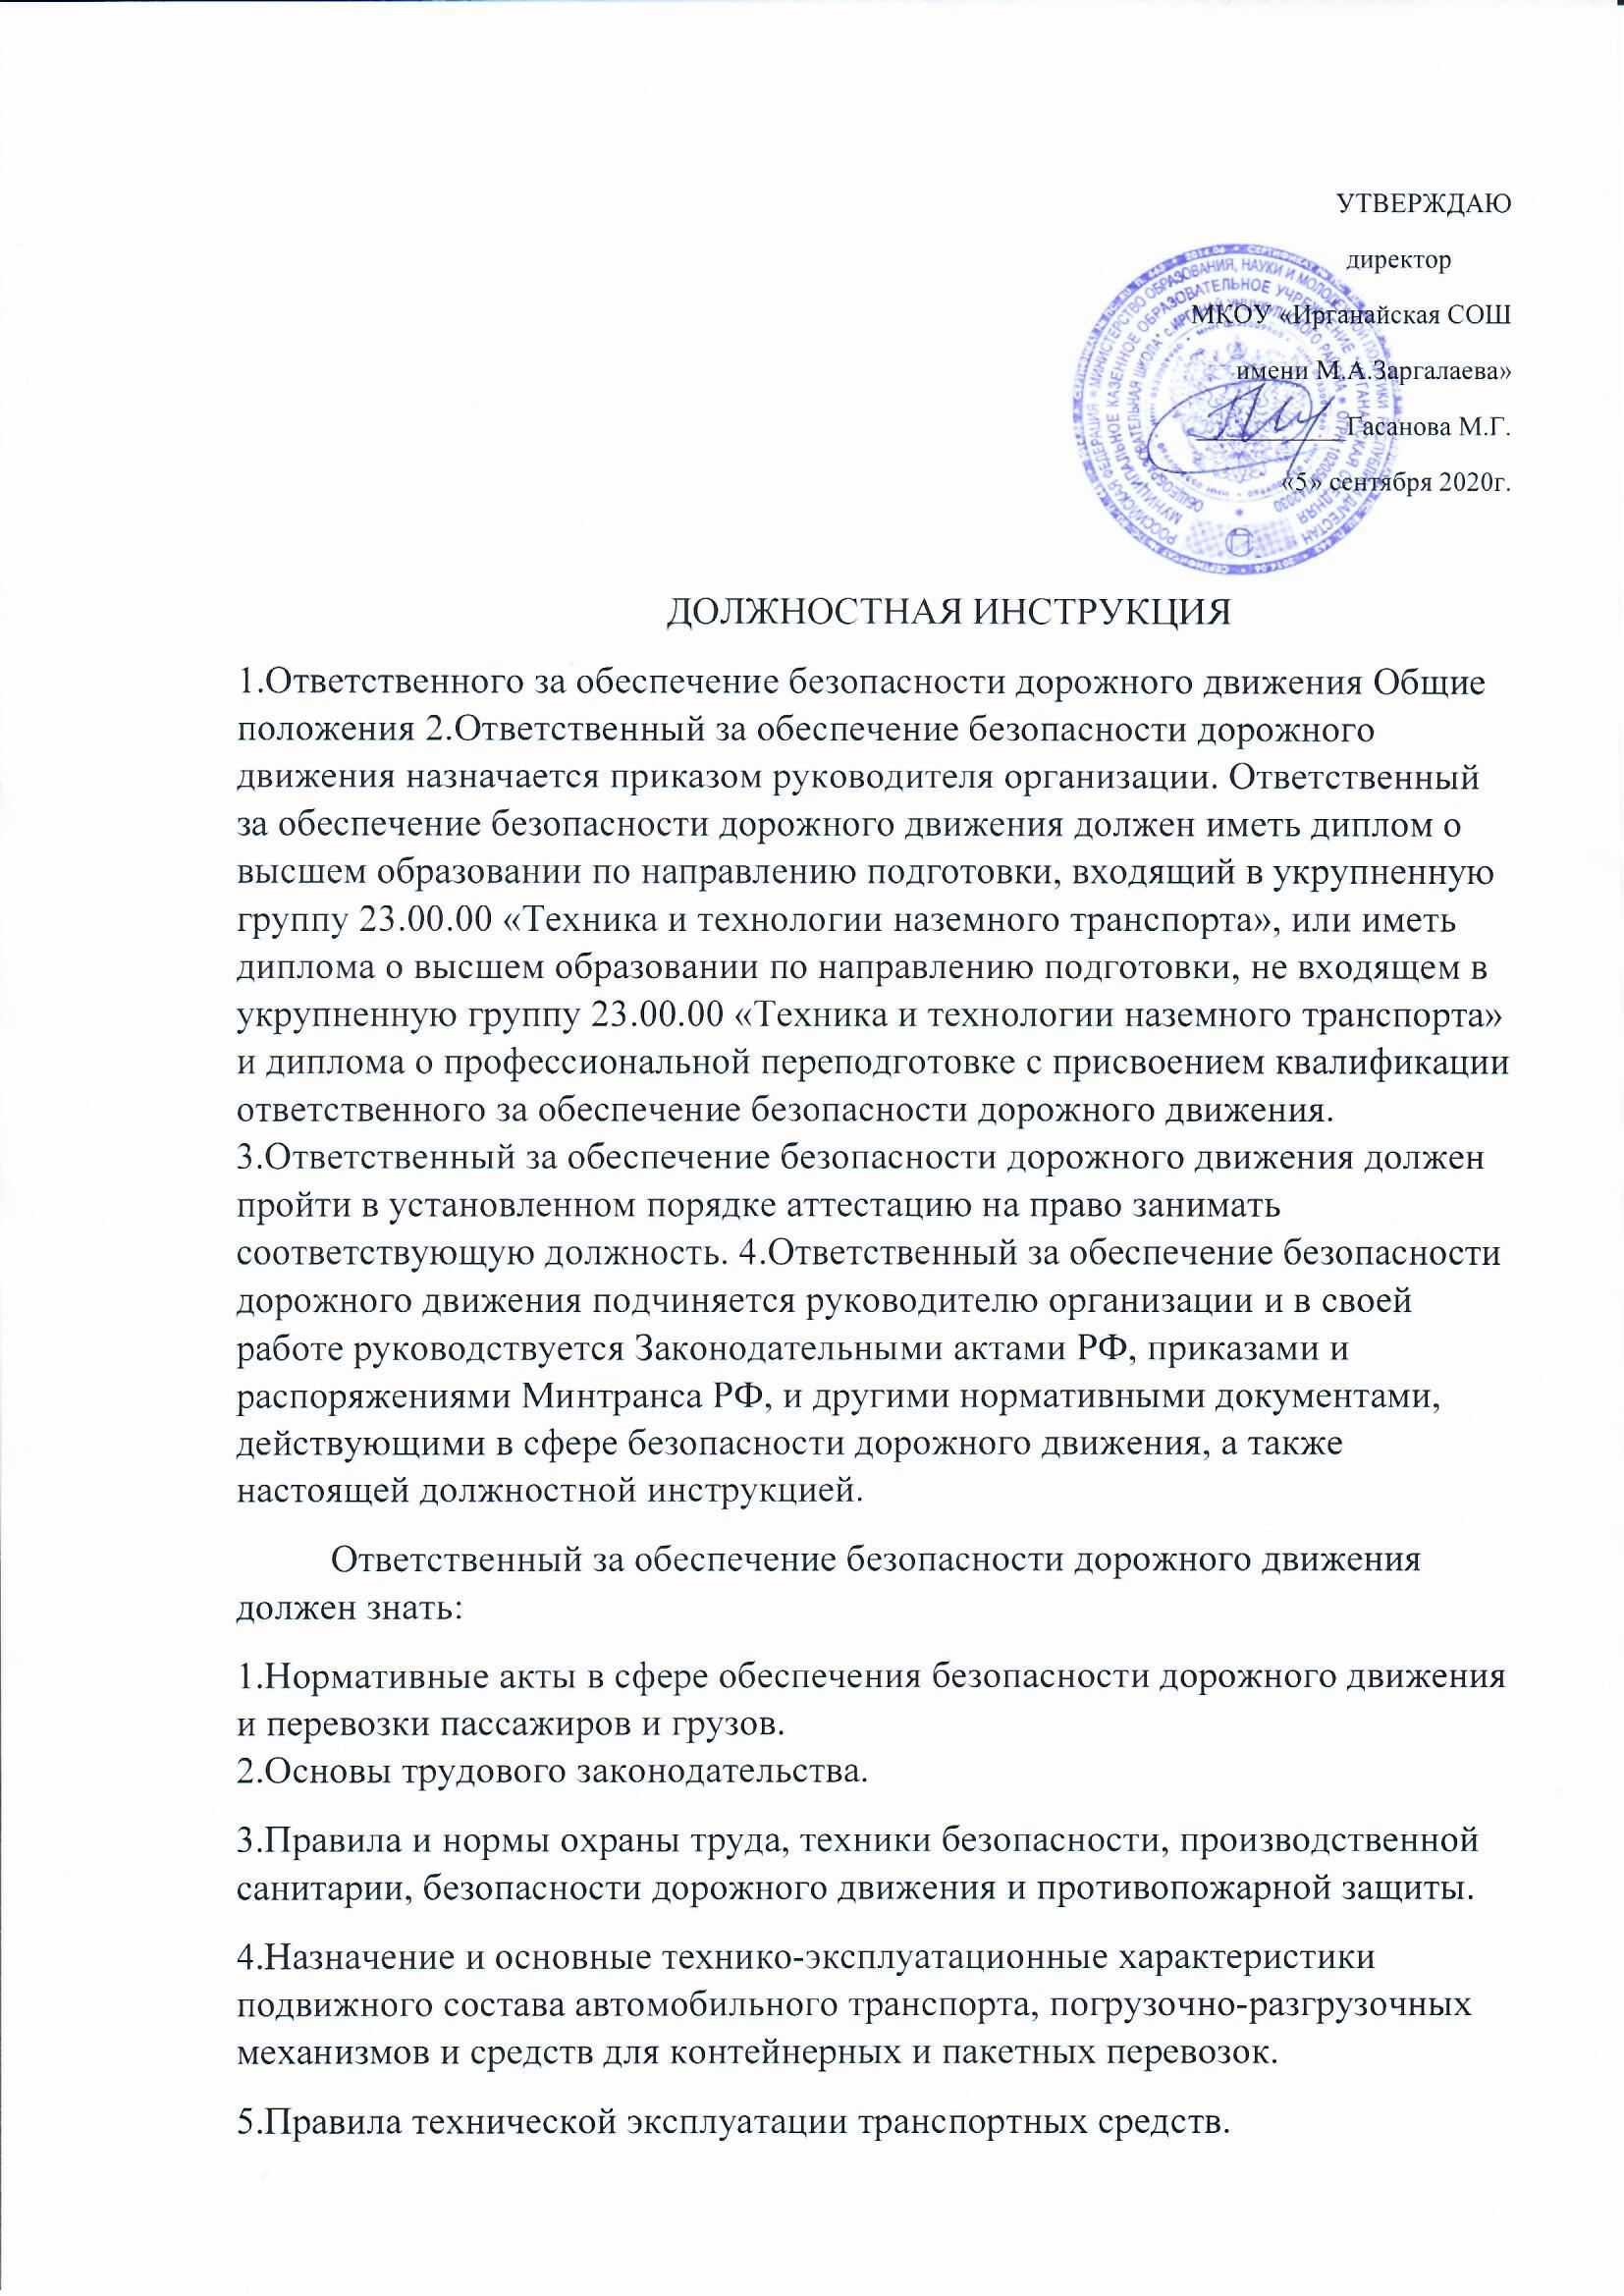 УТВЕРЖДАЮ
директор
МКОУ «Ирганайская СОШ
имени М.А.Заргалаева»
Гасанова М.Г.
«5» сентября 2020г.
ДОЛЖНОСТНАЯ ИНСТРУКЦИЯ
1.Ответственного за обеспечение безопасности дорожного движения Общие
положения 2.Ответственный за обеспечение безопасности дорожного
движения назначается приказом руководителя организации. Ответственный
за обеспечение безопасности дорожного движения должен иметь диплом о
высшем образовании по направлению подготовки, входящий в укрупненную
группу 23.00.00 «Техника и технологии наземного транспорта», или иметь
диплома о высшем образовании по направлению подготовки, не входящем в
укрупненную группу 23.00.00 «Техника и технологии наземного транспорта»
и диплома о профессиональной переподготовке с присвоением квалификации
ответственного за обеспечение безопасности дорожного движения.
3.Ответственный за обеспечение безопасности дорожного движения должен
пройти в установленном порядке аттестацию на право занимать
соответствующую должность. 4.Ответственный за обеспечение безопасности
дорожного движения подчиняется руководителю организации и в своей
работе руководствуется Законодательными актами РФ, приказами и
распоряжениями Минтранса РФ, и другими нормативными документами,
действующими в сфере безопасности дорожного движения, а также
настоящей должностной инструкцией.
Ответственный за обеспечение безопасности дорожного движения
должен знать:
1.Нормативные акты в сфере обеспечения безопасности дорожного движения
и перевозки пассажиров и грузов.
2.Основы трудового законодательства.
3.Правила и нормы охраны труда, техники безопасности, производственной
санитарии, безопасности дорожного движения и противопожарной защиты.
4.Назначение и основные технико-эксплуатационные характеристики
подвижного состава автомобильного транспорта, погрузочно-разгрузочных
механизмов и средств для контейнерных и пакетных перевозок.
5.Правила технической эксплуатации транспортных средств.